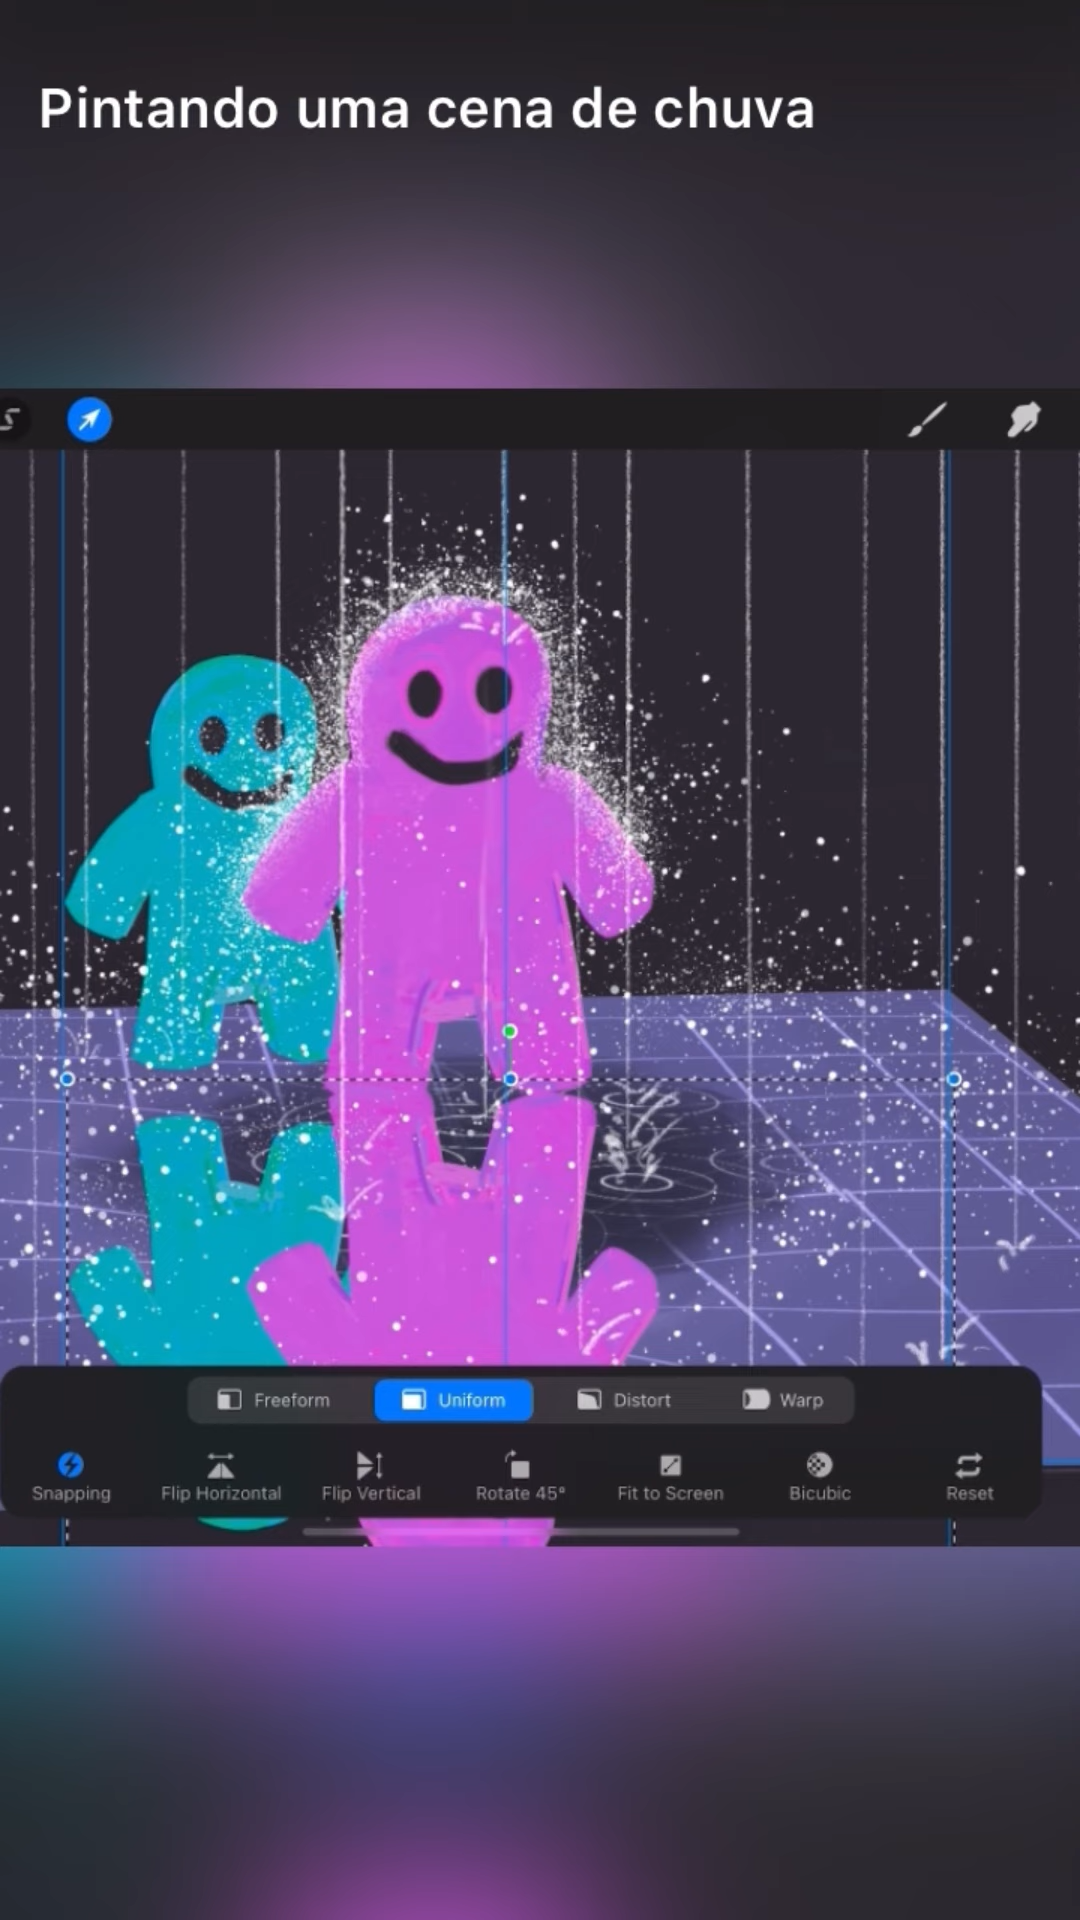 Pintando uma cena de chuva
Freeform Uniform Distort Warp
Snapping Flip Horizontal Flip Vertical Rotate 45° Fit to Screen Bicubic Reset